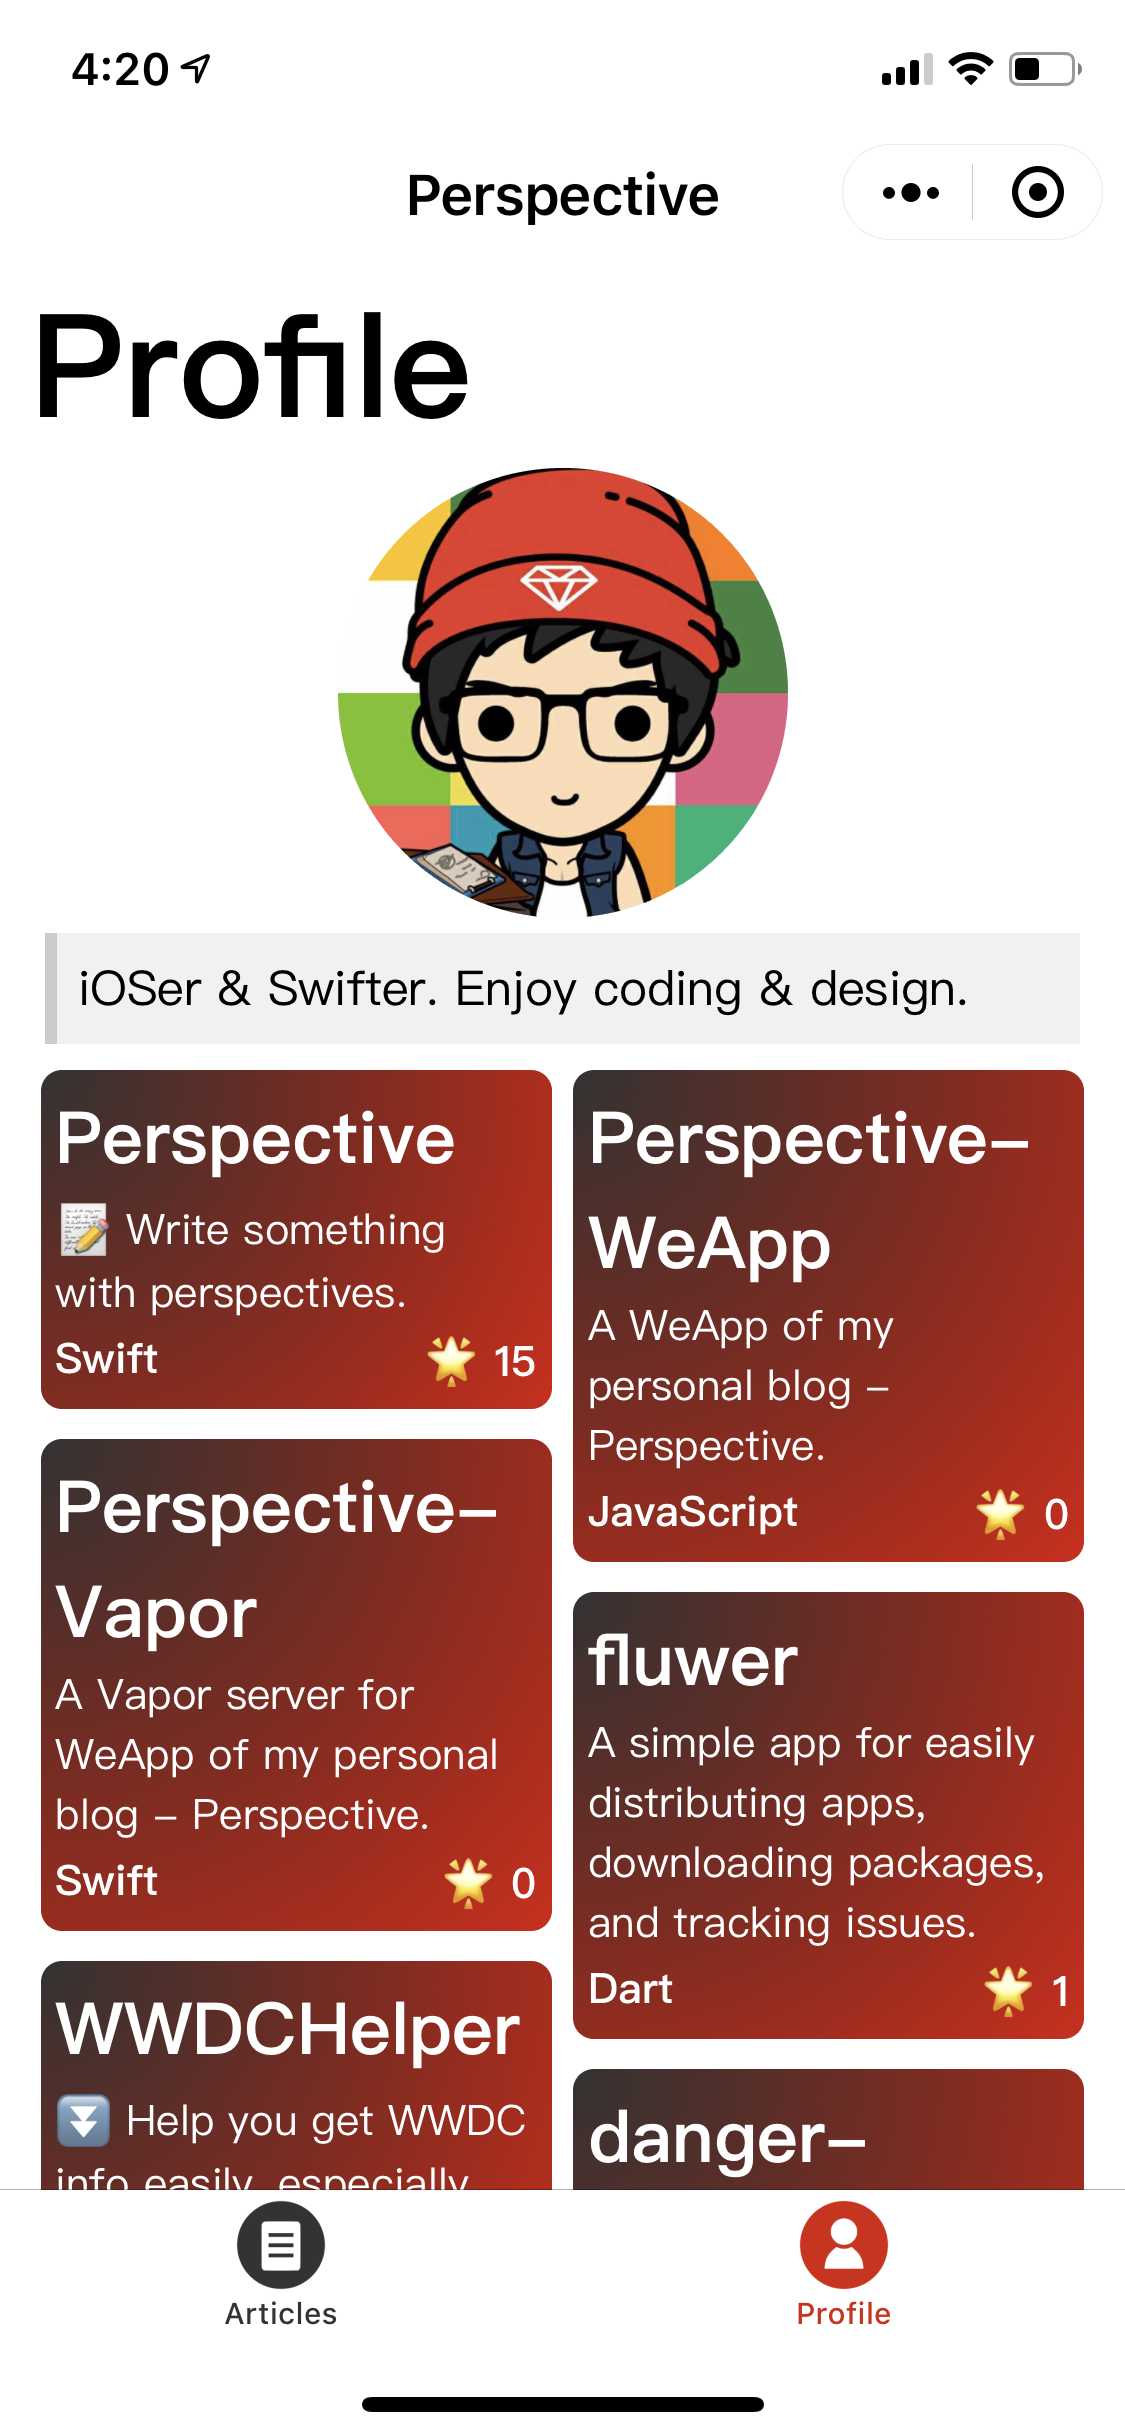 4:20
Perspective
Profile
iOSer & Swifter. Enjoy coding & design.
Perspective
📝 Write something
with perspectives.
Swift 🌟 15
Perspective-
WeApp
A WeApp of my
personal blog -
Perspective.
JavaScript 🌟 0
Perspective-
Vapor
A Vapor server for
WeApp of my personal
blog - Perspective.
Swift 🌟 0
fluwer
A simple app for easily
distributing apps,
downloading packages,
and tracking issues.
Dart 🌟 1
WWDCHelper
⏬ Help you get WWDC
info easily, especially
danger-
Articles
Profile